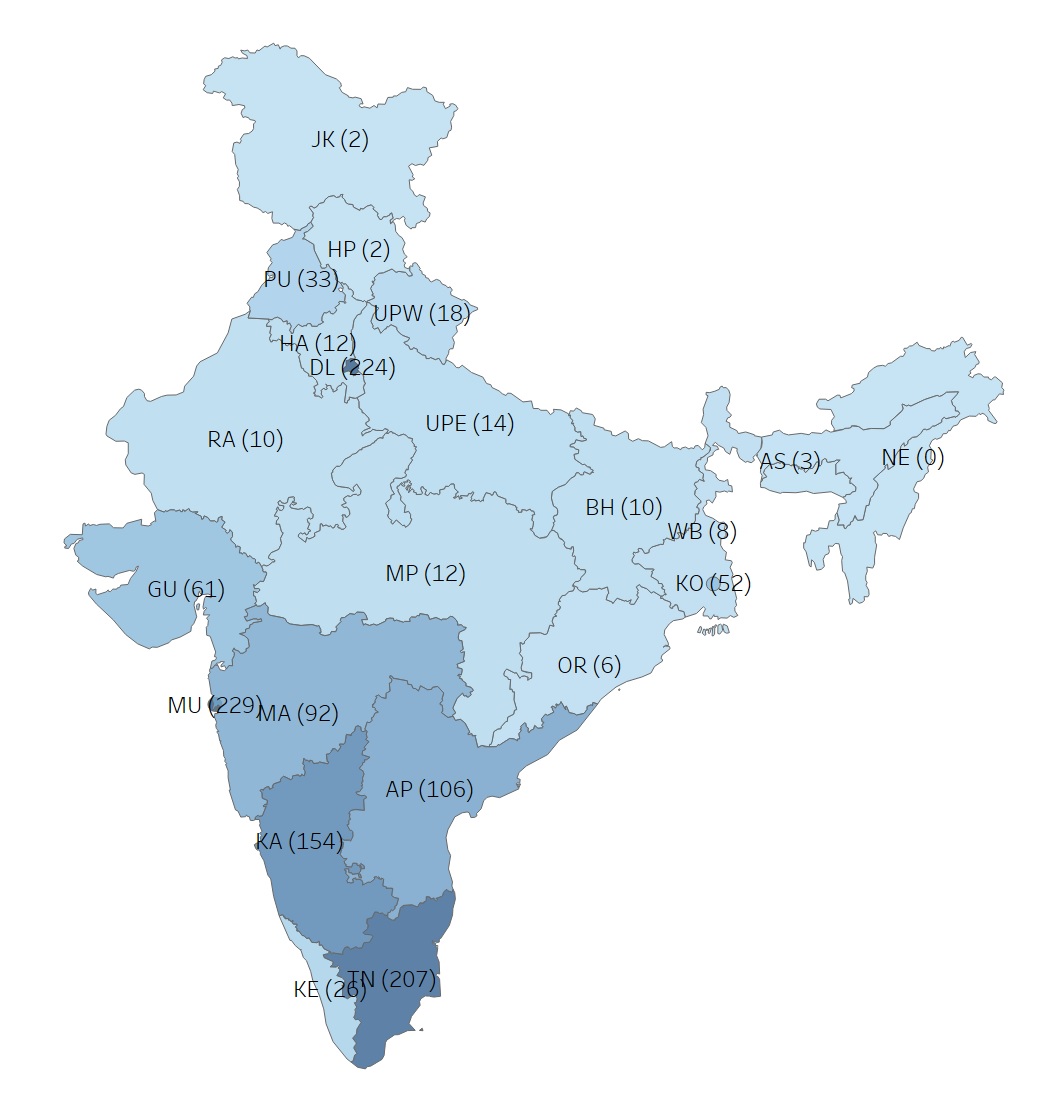 JK (2)
HP (2)
PU (33)
UPW (18)
HA (12)
DL (224)
UPE (14)
RA (10)
AS (3)
NE (0)
BH (10)
WB (8)
MP (12)
KO (52)
GU (61)
OR (6)
MU (229)
MA (92)
AP (106)
KA (154)
TN (207)
KE (26)